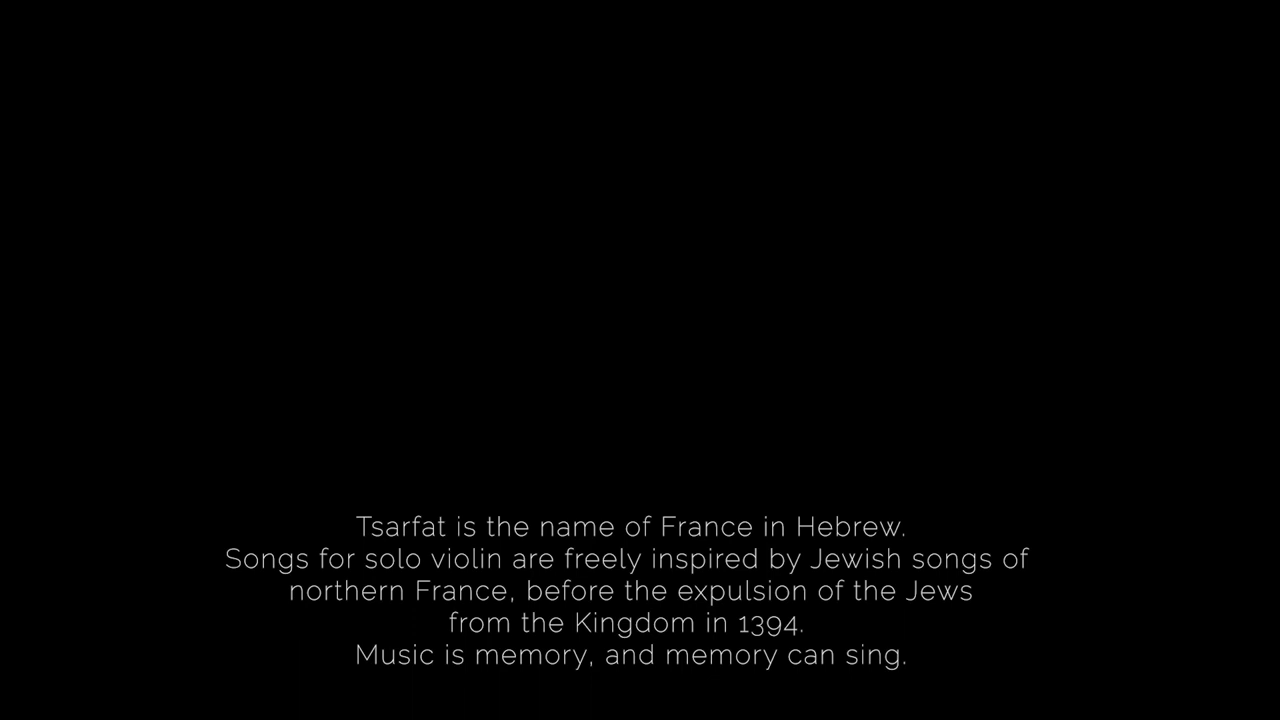 Tsarfat is the name of France in Hebrew.
Songs for solo violin are freely inspired by Jewish songs of
northern France, before the expulsion of the Jews
from the Kingdom in 1394.
Music is memory, and memory can sing.